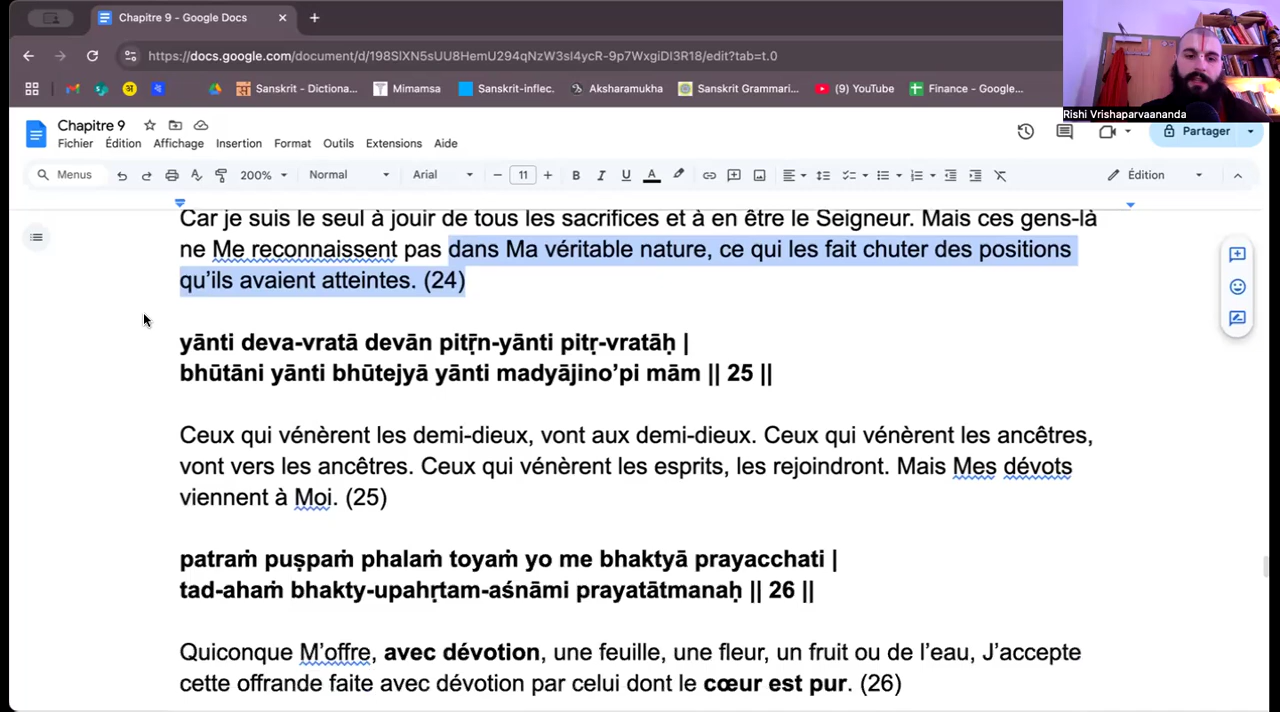 Chapitre 9 - Google Docs
https://docs.google.com/document/d/198SlXN5sUU8HemU294qNzW3sl4ycR-9p7WxgiDl3R18/edit?tab=t.0
Sanskrit - Dictiona... Mimamsa Sanskrit-inflec. Aksharamukha Sanskrit Grammari... (9) YouTube Finance - Google...
Rishi Vrishaparvaananda
Chapitre 9
Partager
Fichier Édition Affichage Insertion Format Outils Extensions Aide
Menus 200% Normal Arial 11 Édition
Car je suis le seul à jouir de tous les sacrifices et à en être le Seigneur. Mais ces gens-là
ne Me reconnaissent pas dans Ma véritable nature, ce qui les fait chuter des positions
qu’ils avaient atteintes. (24)
yānti deva-vratā devān pitṝn-yānti pitṛ-vratāḥ |
bhūtāni yānti bhūtejyā yānti madyājino’pi mām || 25 ||
Ceux qui vénèrent les demi-dieux, vont aux demi-dieux. Ceux qui vénèrent les ancêtres,
vont vers les ancêtres. Ceux qui vénèrent les esprits, les rejoindront. Mais Mes dévots
viennent à Moi. (25)
patraṁ puṣpaṁ phalaṁ toyaṁ yo me bhaktyā prayacchati |
tad-ahaṁ bhakty-upahṛtam-aśnāmi prayatātmanaḥ || 26 ||
Quiconque M’offre, avec dévotion, une feuille, une fleur, un fruit ou de l’eau, J’accepte
cette offrande faite avec dévotion par celui dont le cœur est pur. (26)